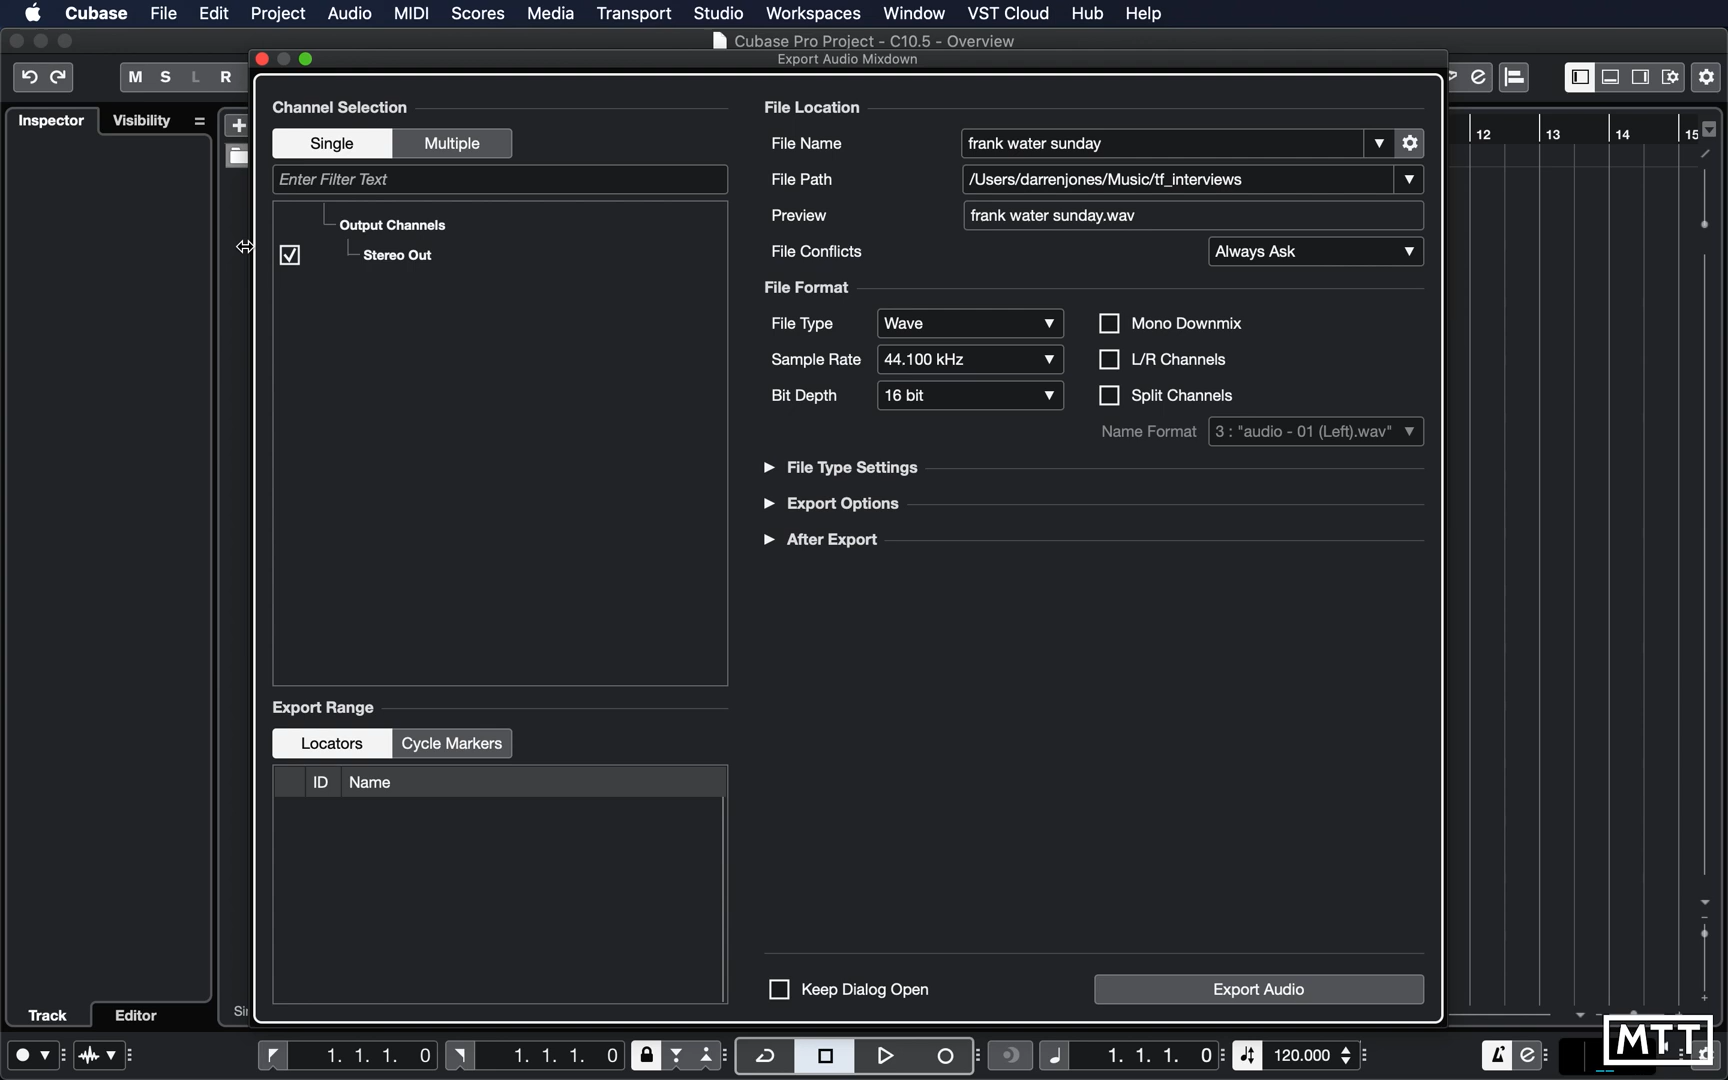 Cubase File Edit Project Audio MIDI Scores Media Transport Studio Workspaces Window VST Cloud Hub Help
Cubase Pro Project - C10.5 - Overview
Export Audio Mixdown
M S L R
Inspector Visibility
12 13 14 15
Channel Selection
Single Multiple
Enter Filter Text
Output Channels
Stereo Out
Export Range
Locators Cycle Markers
ID Name
File Location
File Name frank water sunday
File Path /Users/darrenjones/Music/tf_interviews
Preview frank water sunday.wav
File Conflicts Always Ask
File Format
File Type Wave Mono Downmix
Sample Rate 44.100 kHz L/R Channels
Bit Depth 16 bit Split Channels
Name Format 3 : "audio - 01 (Left).wav"
File Type Settings
Export Options
After Export
Keep Dialog Open Export Audio
Track Editor
1. 1. 1. 0 1. 1. 1. 0 1. 1. 1. 0 120.000
MTT